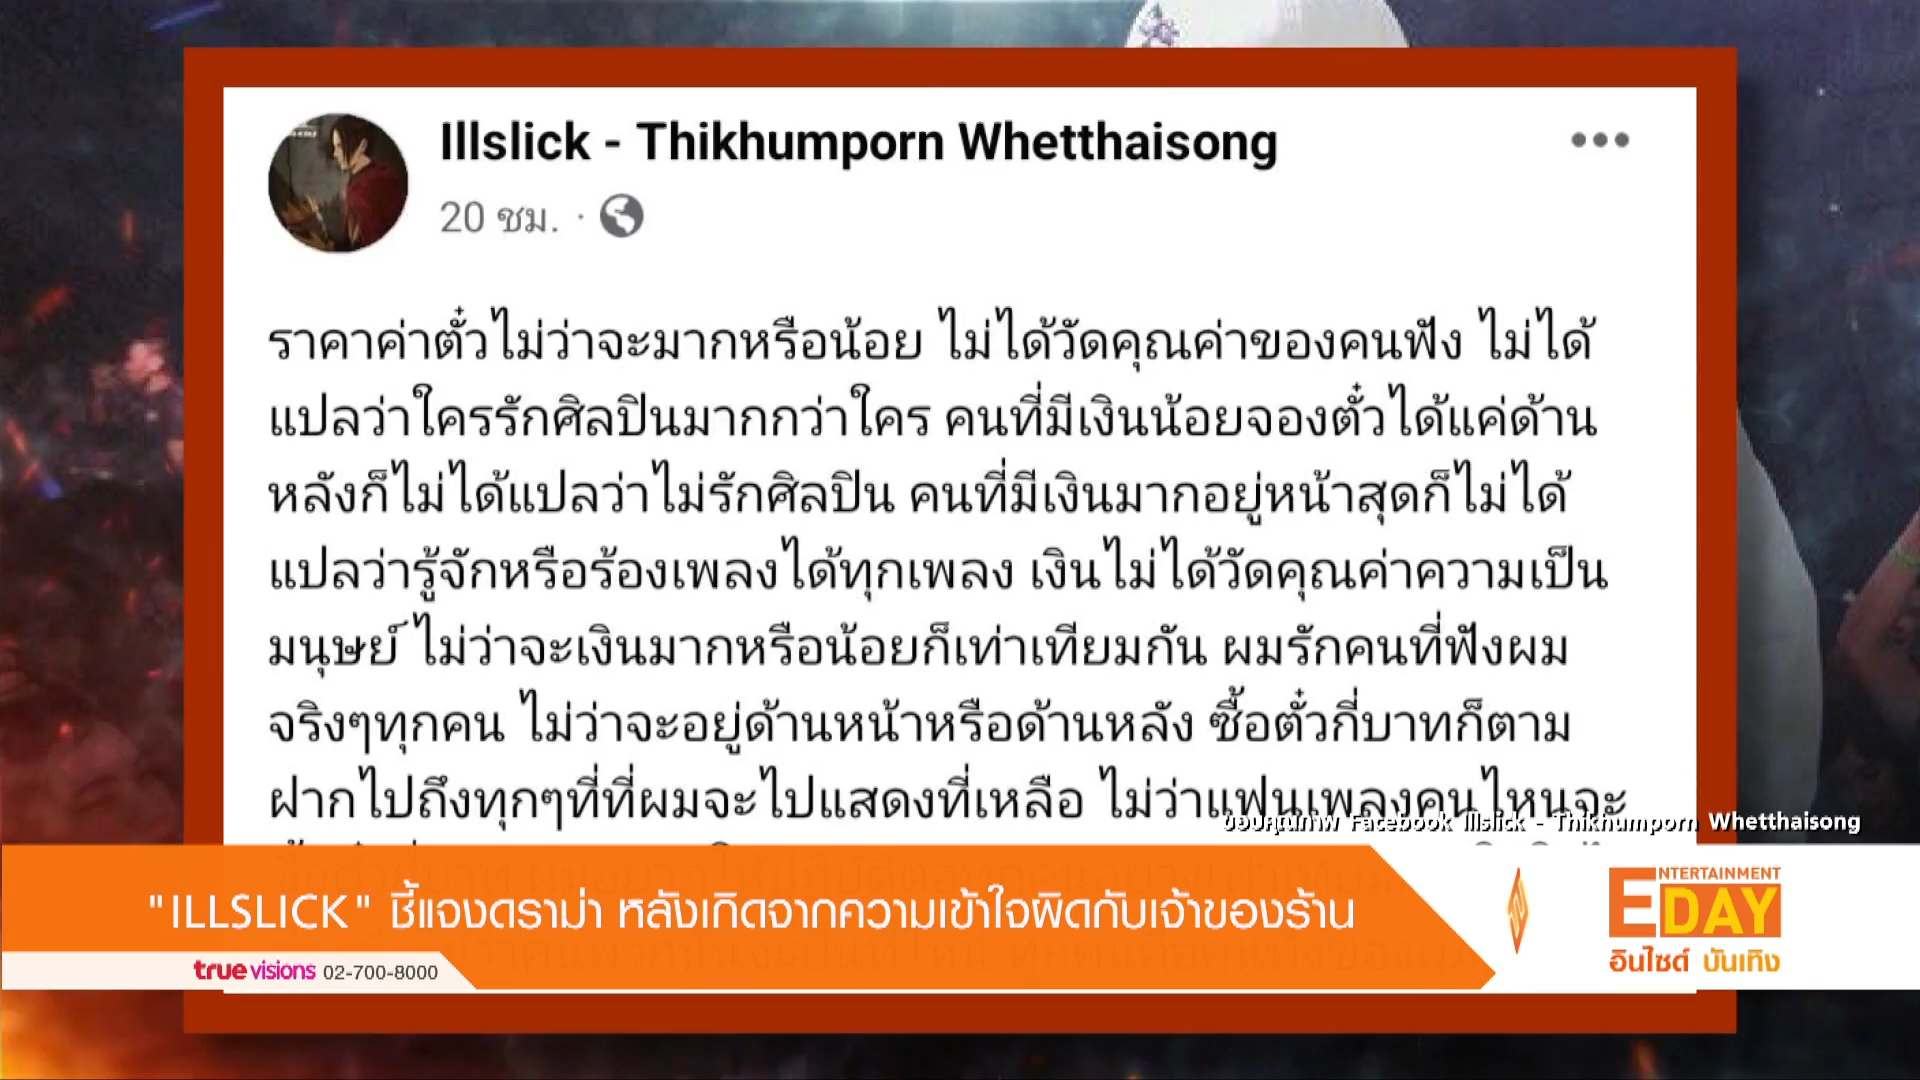 Illslick - Thikhumporn Whetthaisong
20 ชม. ·
ราคาค่าตั๋วไม่ว่าจะมากหรือน้อย ไม่ได้วัดคุณค่าของคนฟัง ไม่ได้
แปลว่าใครรักศิลปินมากกว่าใคร คนที่มีเงินน้อยจองตั๋วได้แค่ด้าน
หลังก็ไม่ได้แปลว่าไม่รักศิลปิน คนที่มีเงินมากอยู่หน้าสุดก็ไม่ได้
แปลว่ารู้จักหรือร้องเพลงได้ทุกเพลง เงินไม่ได้วัดคุณค่าความเป็น
มนุษย์ ไม่ว่าจะเงินมากหรือน้อยก็เท่าเทียมกัน ผมรักคนที่ฟังผม
จริงๆทุกคน ไม่ว่าจะอยู่ด้านหน้าหรือด้านหลัง ซื้อตั๋วกี่บาทก็ตาม
ฝากไปถึงทุกๆที่ที่ผมจะไปแสดงที่เหลือ ไม่ว่าแฟนเพลงคนไหนจะ
ขอบคุณภาพ Facebook Illslick - Thikhumporn Whetthaisong
"ILLSLICK" ชี้แจงดราม่า หลังเกิดจากความเข้าใจผิดกับเจ้าของร้าน
ENTERTAINMENT
DAY
อินไซด์ บันเทิง
truevisions 02-700-8000